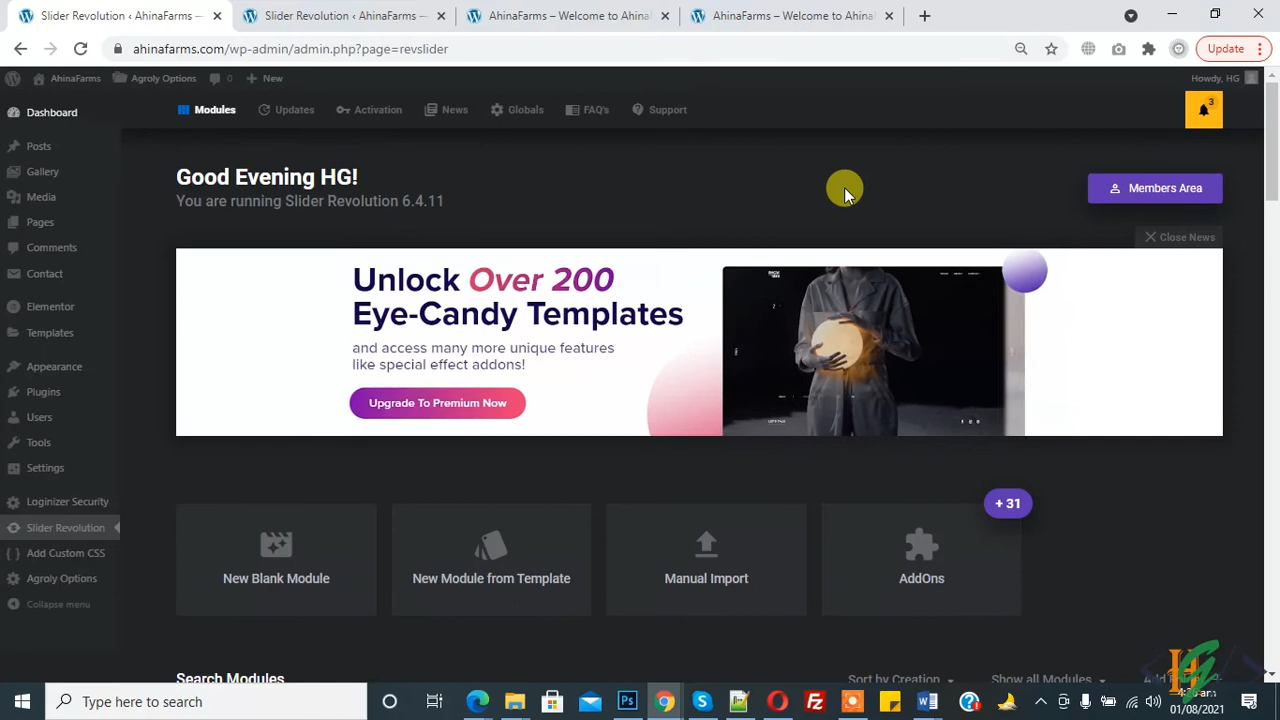 Slider Revolution ‹ AhinaFarms —
Slider Revolution ‹ AhinaFarms —
AhinaFarms – Welcome to Ahina
AhinaFarms – Welcome to Ahina
ahinafarms.com/wp-admin/admin.php?page=revslider
Update
AhinaFarms
Agroly Options
0
New
Howdy, HG
Dashboard
Posts
Gallery
Media
Pages
Comments
Contact
Elementor
Templates
Appearance
Plugins
Users
Tools
Settings
Loginizer Security
Slider Revolution
Add Custom CSS
Agroly Options
Collapse menu
Modules
Updates
Activation
News
Globals
FAQ's
Support
3
Good Evening HG!
You are running Slider Revolution 6.4.11
Members Area
Close News
Unlock Over 200
Eye-Candy Templates
and access many more unique features
like special effect addons!
Upgrade To Premium Now
+ 31
New Blank Module
New Module from Template
Manual Import
AddOns
Search Modules
Sort by Creation
Show all Modules
Type here to search
01/08/2021